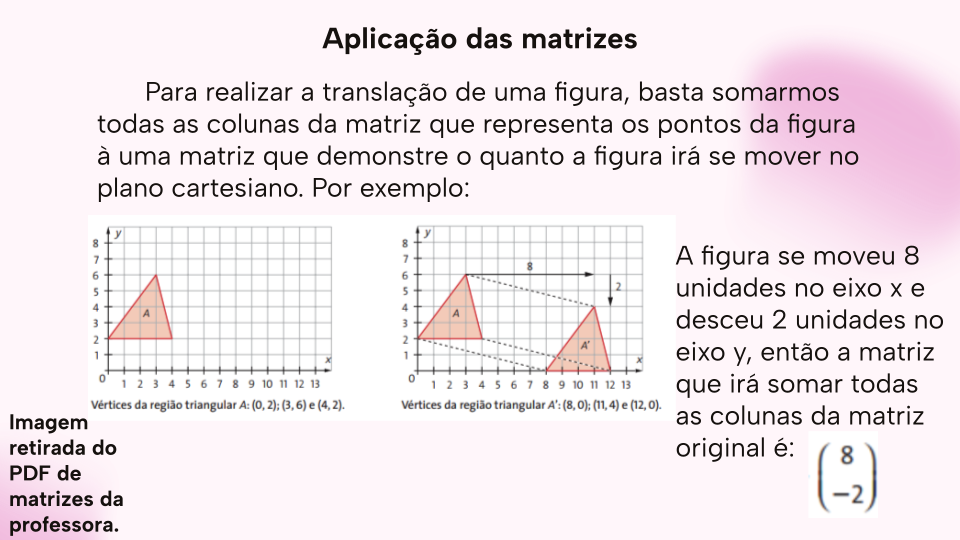 Aplicação das matrizes
Para realizar a translação de uma figura, basta somarmos
todas as colunas da matriz que representa os pontos da figura
à uma matriz que demonstre o quanto a figura irá se mover no
plano cartesiano. Por exemplo:
y
8
7
6
5
4
3
2
1
0
A
x
1 2 3 4 5 6 7 8 9 10 11 12 13
Vértices da região triangular A: (0, 2); (3, 6) e (4, 2).
y
8
7
6
5
4
3
2
1
0
8
2
A
A'
x
1 2 3 4 5 6 7 8 9 10 11 12 13
Vértices da região triangular A': (8, 0); (11, 4) e (12, 0).
A figura se moveu 8
unidades no eixo x e
desceu 2 unidades no
eixo y, então a matriz
que irá somar todas
as colunas da matriz
original é:
8
−2
Imagem
retirada do
PDF de
matrizes da
professora.